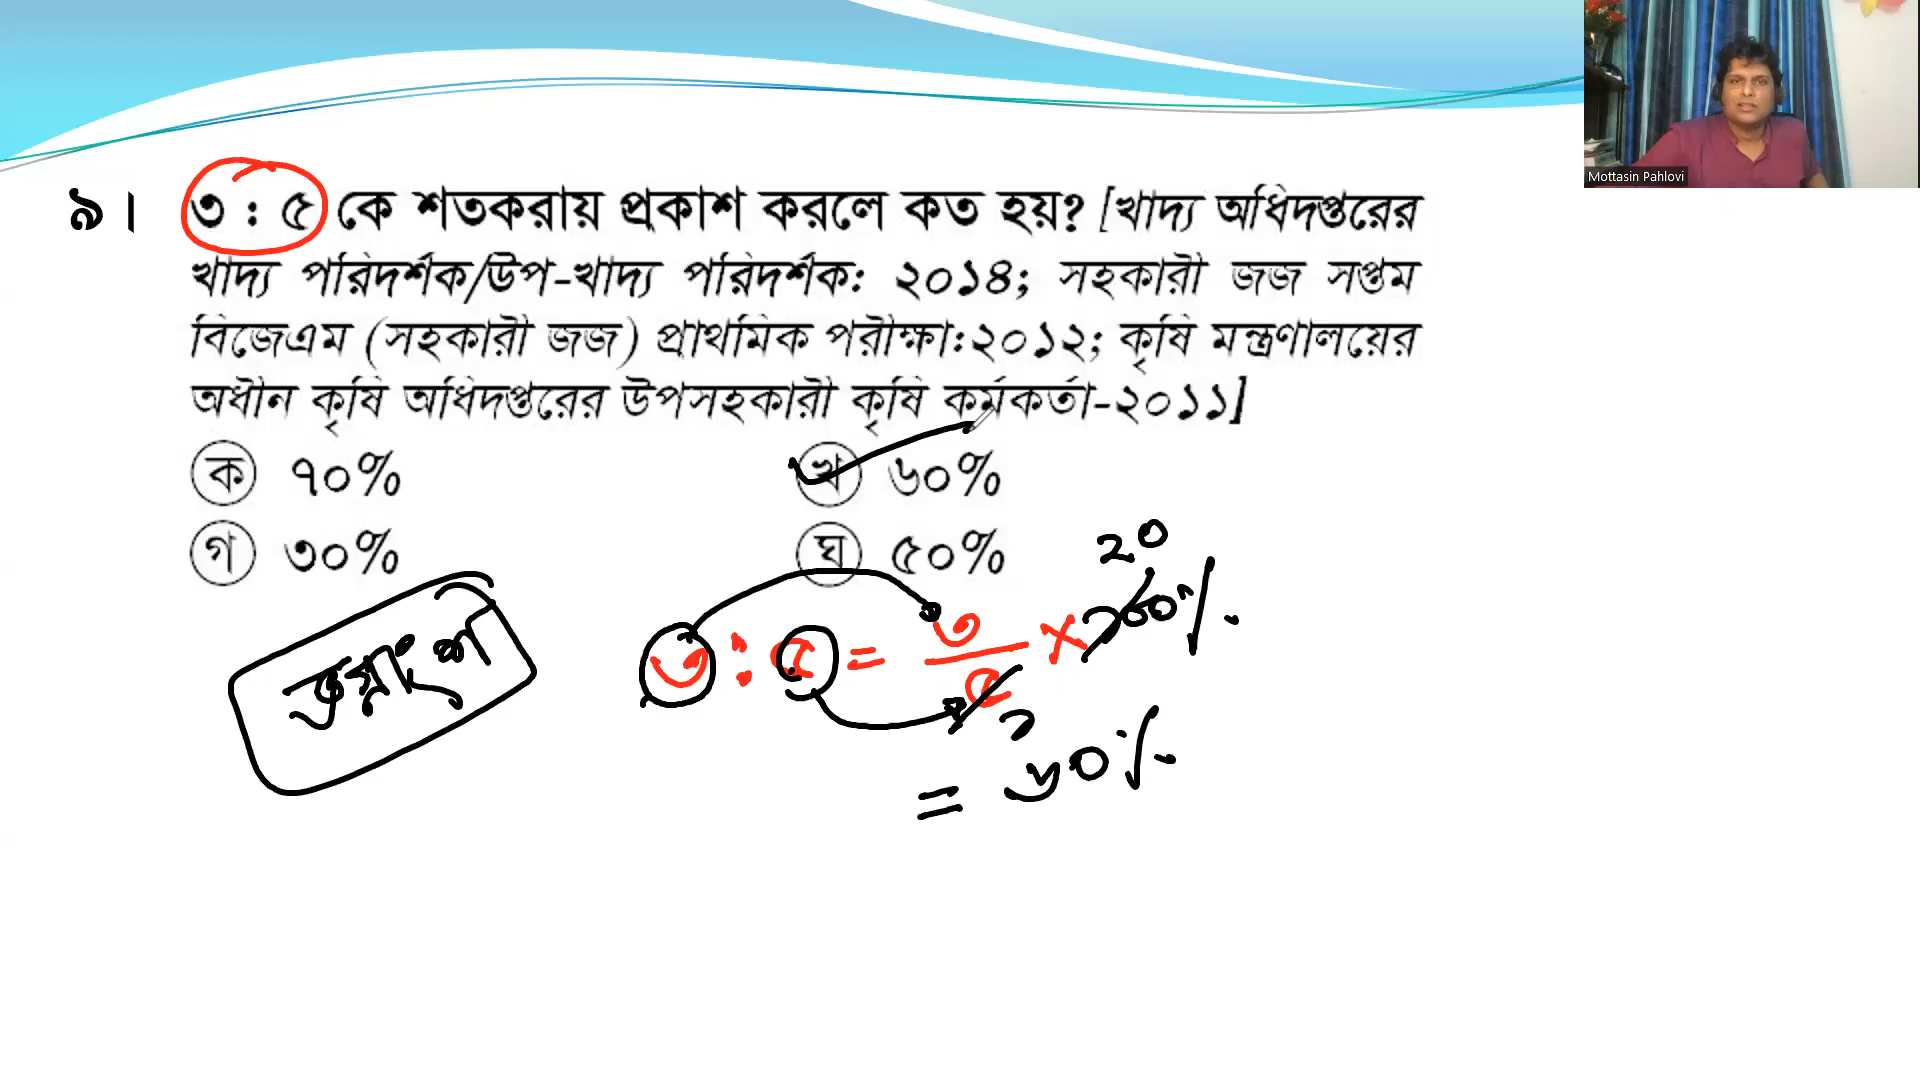 Mottasin Pahlovi
৯। ৩ : ৫ কে শতকরায় প্রকাশ করলে কত হয়? [খাদ্য অধিদপ্তরের
খাদ্য পরিদর্শক/উপ-খাদ্য পরিদর্শক: ২০১৪; সহকারী জজ সপ্তম
বিজেএম (সহকারী জজ) প্রাথমিক পরীক্ষা:২০১২; কৃষি মন্ত্রণালয়ের
অধীন কৃষি অধিদপ্তরের উপসহকারী কৃষি কর্মকর্তা-২০১১]
ক ৭০% খ ৬০%
গ ৩০% ঘ ৫০%
২০
ভগ্নাংশ ৩ : ৫ = ৩/৫ × ১০০%
১
= ৬০%